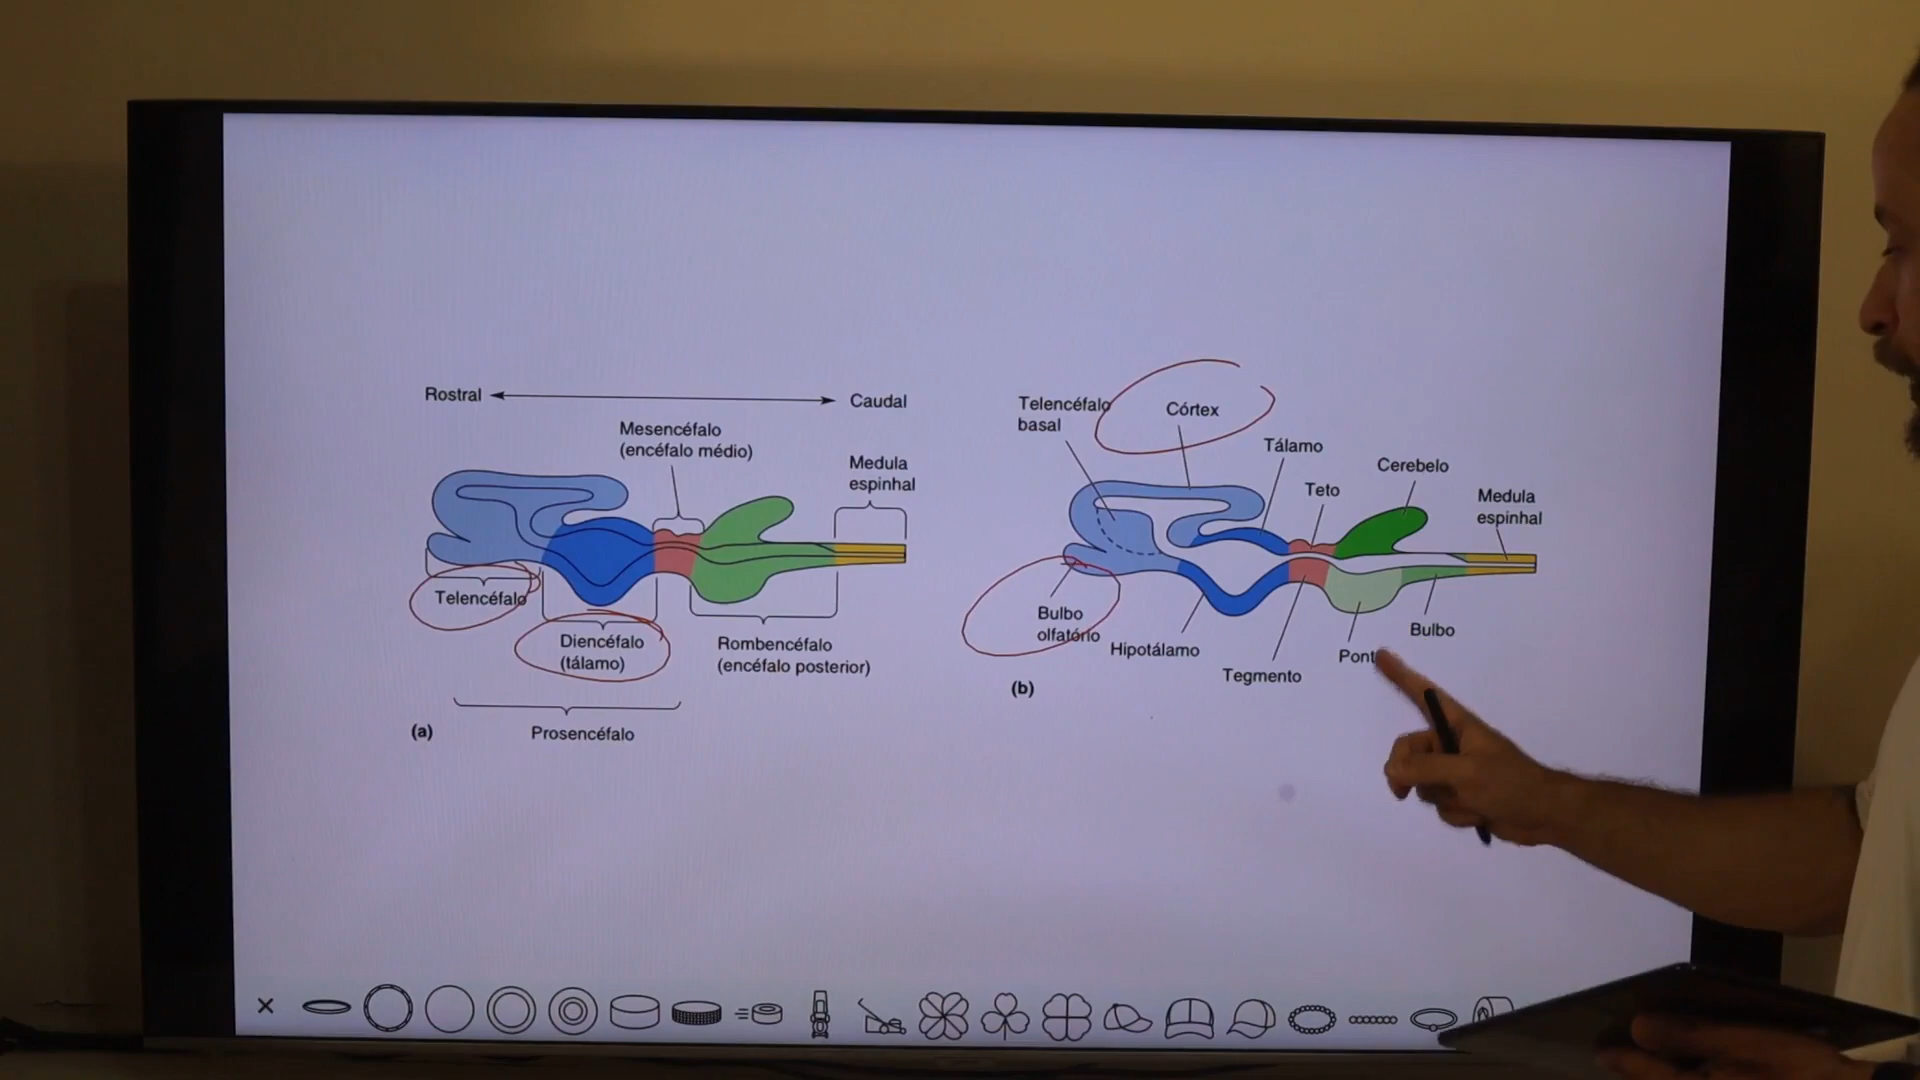 Rostral
Caudal
Mesencéfalo
(encéfalo médio)
Medula
espinhal
Telencéfalo
Diencéfalo
(tálamo)
Rombencéfalo
(encéfalo posterior)
Prosencéfalo
(a)
Telencéfalo
basal
Córtex
Tálamo
Teto
Cerebelo
Medula
espinhal
Bulbo
olfatório
Hipotálamo
Tegmento
Pont
Bulbo
(b)